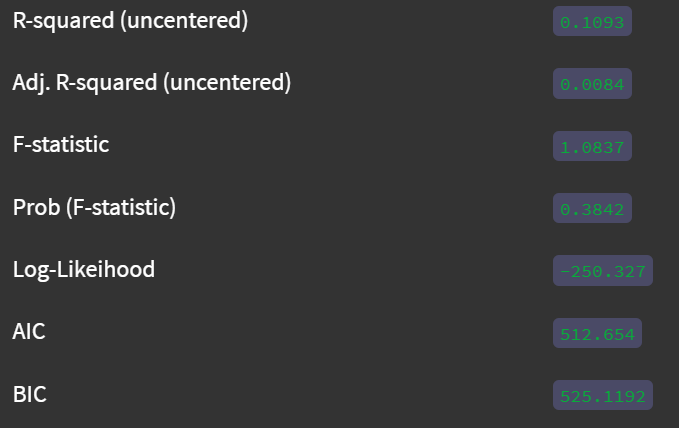 R-squared (uncentered) 0.1093
Adj. R-squared (uncentered) 0.0084
F-statistic 1.0837
Prob (F-statistic) 0.3842
Log-Likeihood -250.327
AIC 512.654
BIC 525.1192